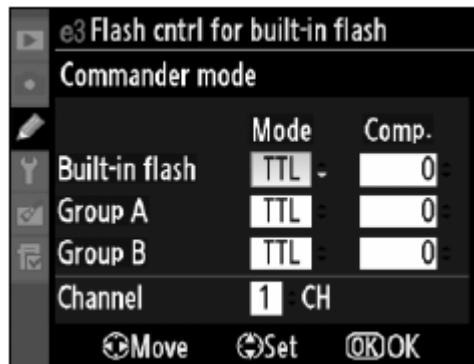 e3 Flash cntrl for built-in flash
Commander mode
Mode Comp.
Built-in flash TTL 0
Group A TTL 0
Group B TTL 0
Channel 1 CH
Move Set OK OK